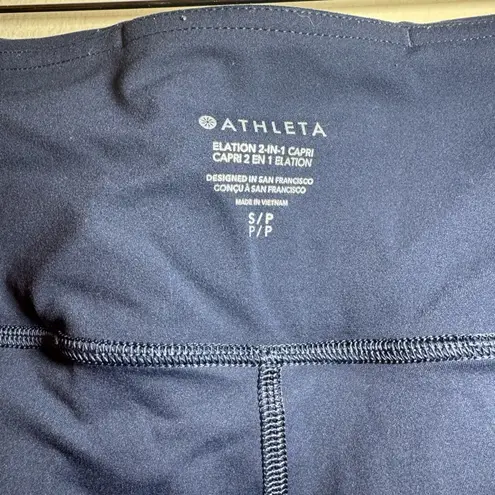 ATHLETA
ELATION 2-IN-1 CAPRI
CAPRI 2 EN 1 ELATION
DESIGNED IN SAN FRANCISCO
CONÇU À SAN FRANCISCO
MADE IN VIETNAM
S/P
P/P